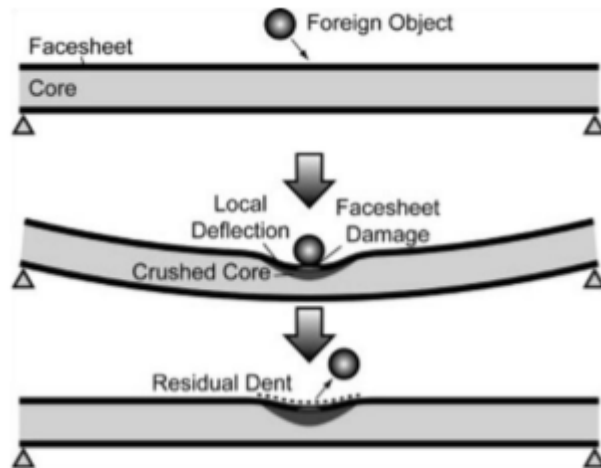 Foreign Object
Facesheet
Core
Local
Deflection
Facesheet
Damage
Crushed Core
Residual Dent